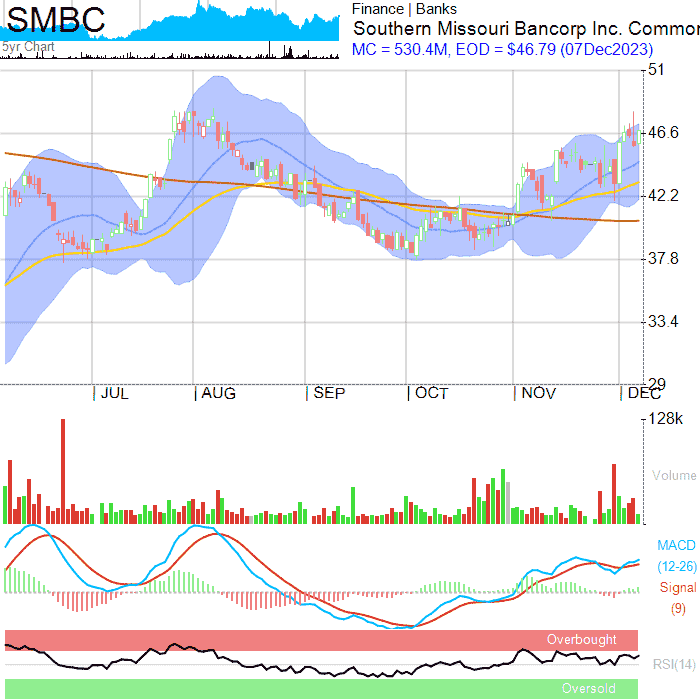 SMBC
5yr Chart
Finance | Banks
Southern Missouri Bancorp Inc. Common
MC = 530.4M, EOD = $46.79 (07Dec2023)
51
46.6
42.2
37.8
33.4
29
JUL AUG SEP OCT NOV DEC
128k
Volume
MACD
(12-26)
Signal
(9)
Overbought
RSI(14)
Oversold